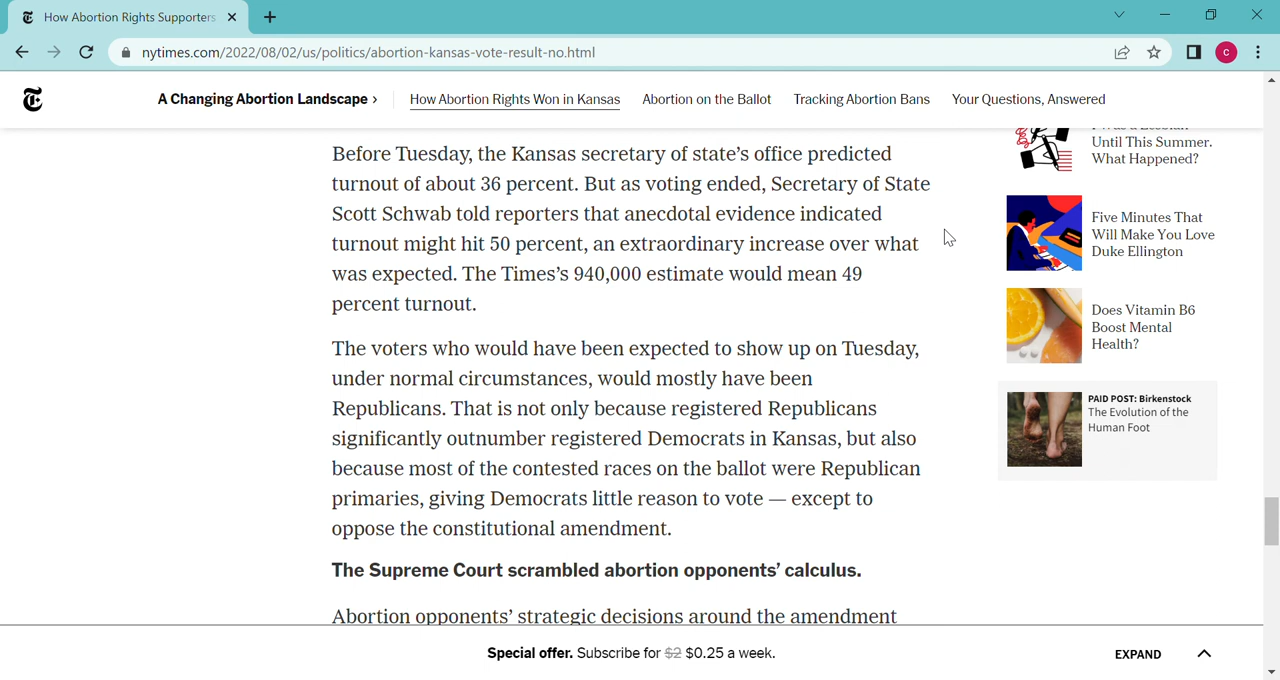 How Abortion Rights Supporters
nytimes.com/2022/08/02/us/politics/abortion-kansas-vote-result-no.html
C
A Changing Abortion Landscape ›
How Abortion Rights Won in Kansas
Abortion on the Ballot
Tracking Abortion Bans
Your Questions, Answered
Before Tuesday, the Kansas secretary of state’s office predicted
turnout of about 36 percent. But as voting ended, Secretary of State
Scott Schwab told reporters that anecdotal evidence indicated
turnout might hit 50 percent, an extraordinary increase over what
was expected. The Times’s 940,000 estimate would mean 49
percent turnout.
The voters who would have been expected to show up on Tuesday,
under normal circumstances, would mostly have been
Republicans. That is not only because registered Republicans
significantly outnumber registered Democrats in Kansas, but also
because most of the contested races on the ballot were Republican
primaries, giving Democrats little reason to vote — except to
oppose the constitutional amendment.
The Supreme Court scrambled abortion opponents’ calculus.
Abortion opponents’ strategic decisions around the amendment
Until This Summer.
What Happened?
Five Minutes That
Will Make You Love
Duke Ellington
Does Vitamin B6
Boost Mental
Health?
PAID POST: Birkenstock
The Evolution of the
Human Foot
Special offer. Subscribe for $2 $0.25 a week.
EXPAND